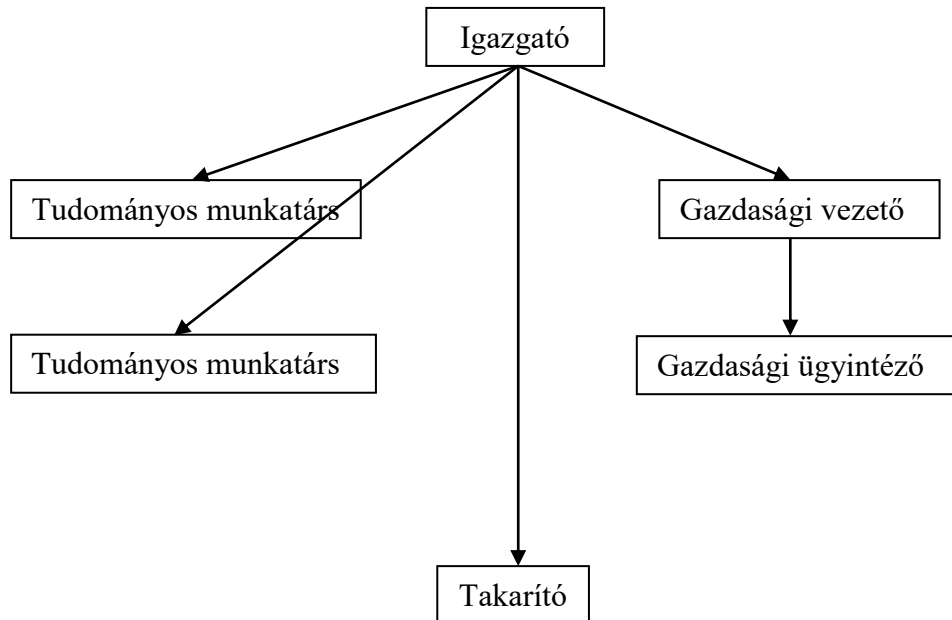 Igazgató
Tudományos munkatárs
Gazdasági vezető
Tudományos munkatárs
Gazdasági ügyintéző
Takarító